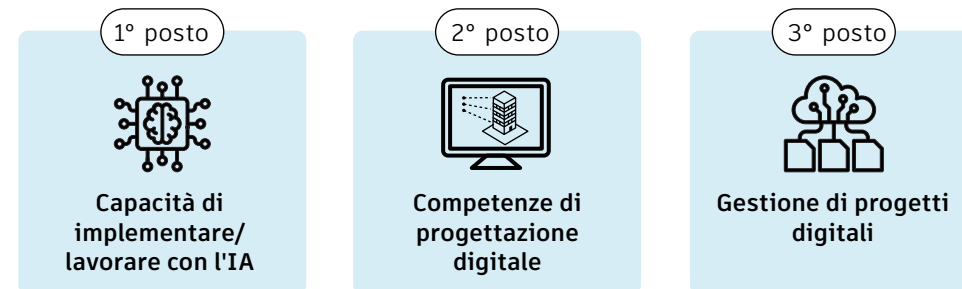 1° posto
Capacità di
implementare/
lavorare con l'IA
2° posto
Competenze di
progettazione
digitale
3° posto
Gestione di progetti
digitali